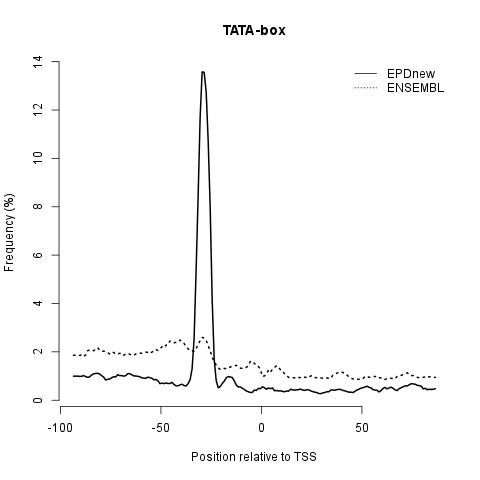 TATA-box
EPDnew
ENSEMBL
Frequency (%)
14
12
10
8
6
4
2
0
-100 -50 0 50
Position relative to TSS